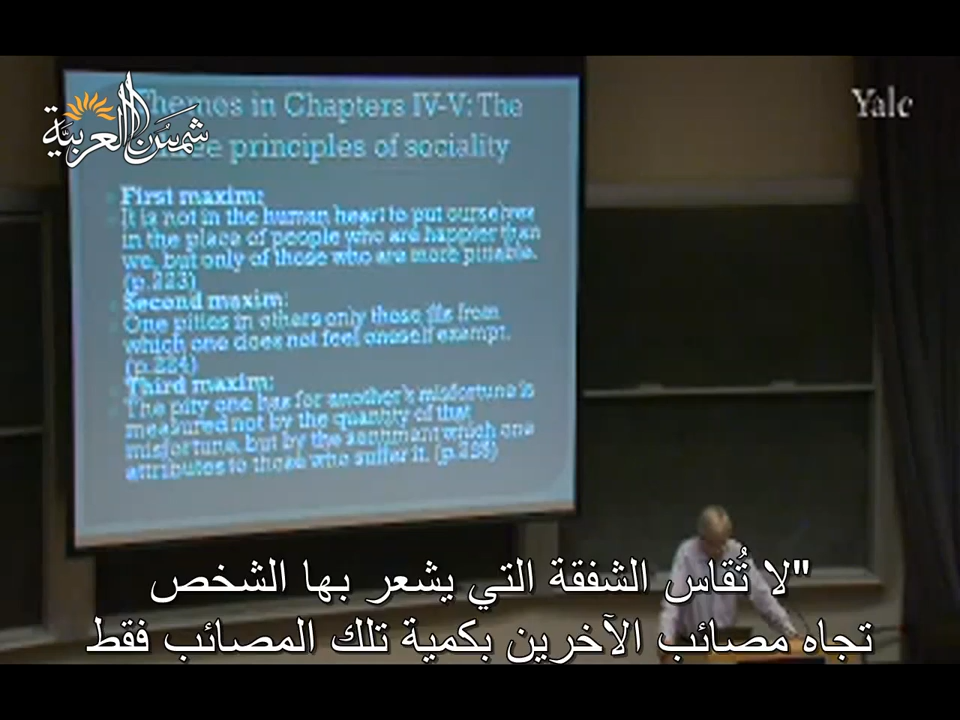 شمس العربية
Yale
Themes in Chapters IV-V: The
principles of sociality
First maxim:
It is not in the human heart to put ourselves
in the place of people who are happier than
we, but only of those who are more pitiable.
(p.223)
Second maxim:
One pities in others only those ills from
which one does not feel oneself exempt.
(p.224)
Third maxim:
The pity one has for another's misfortune is
measured not by the quantity of that
misfortune, but by the sentiment which one
attributes to those who suffer it. (p.225)
"لا تُقاس الشفقة التي يشعر بها الشخص
تجاه مصائب الآخرين بكمية تلك المصائب فقط